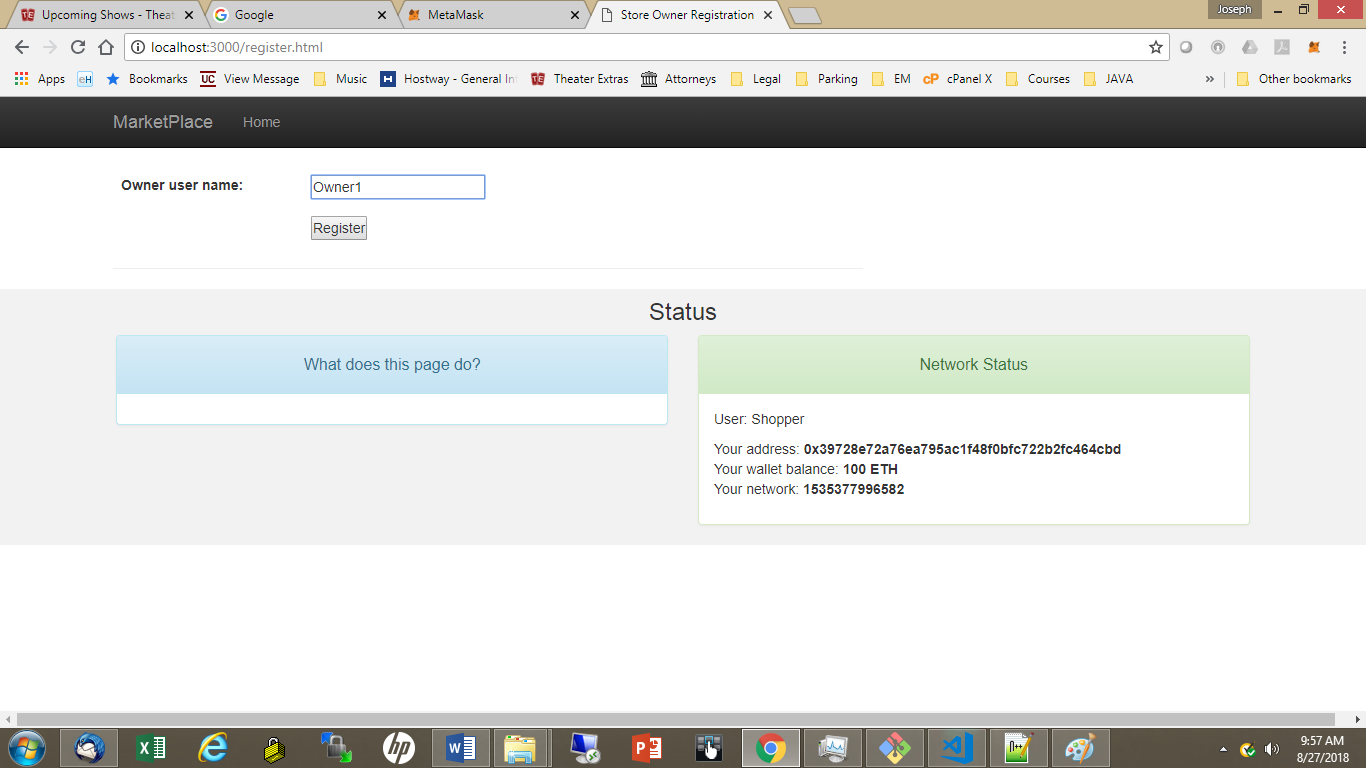 Upcoming Shows - Theat
Google
MetaMask
Store Owner Registration
Joseph
localhost:3000/register.html
Apps
eH
Bookmarks
UC
View Message
Music
H
Hostway - General In
TE
Theater Extras
Attorneys
Legal
Parking
EM
cP
cPanel X
Courses
JAVA
»
Other bookmarks
MarketPlace
Home
Owner user name:
Owner1
Register
Status
What does this page do?
Network Status
User: Shopper
Your address: 0x39728e72a76ea795ac1f48f0bfc722b2fc464cbd
Your wallet balance: 100 ETH
Your network: 1535377996582
9:57 AM
8/27/2018